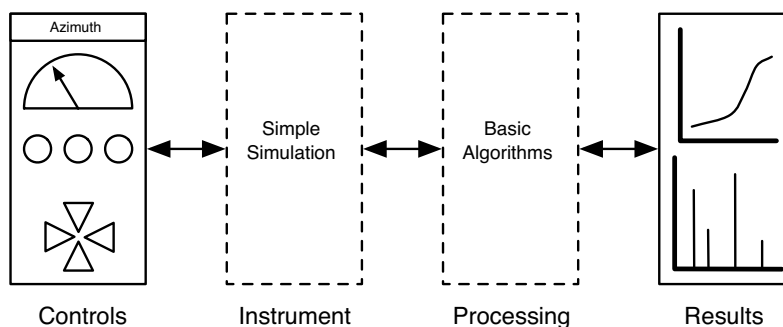 Azimuth
Simple
Simulation
Basic
Algorithms
Controls
Instrument
Processing
Results